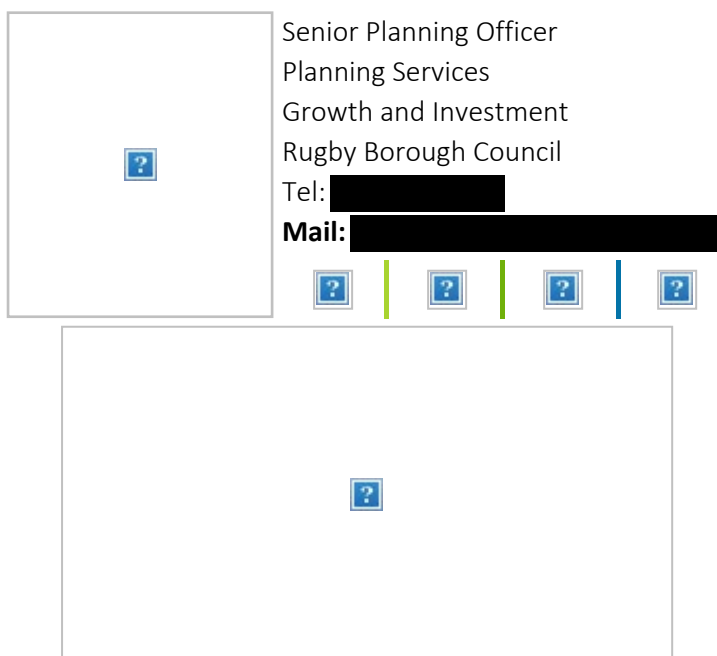 Senior Planning Officer
Planning Services
Growth and Investment
Rugby Borough Council
Tel:
Mail: